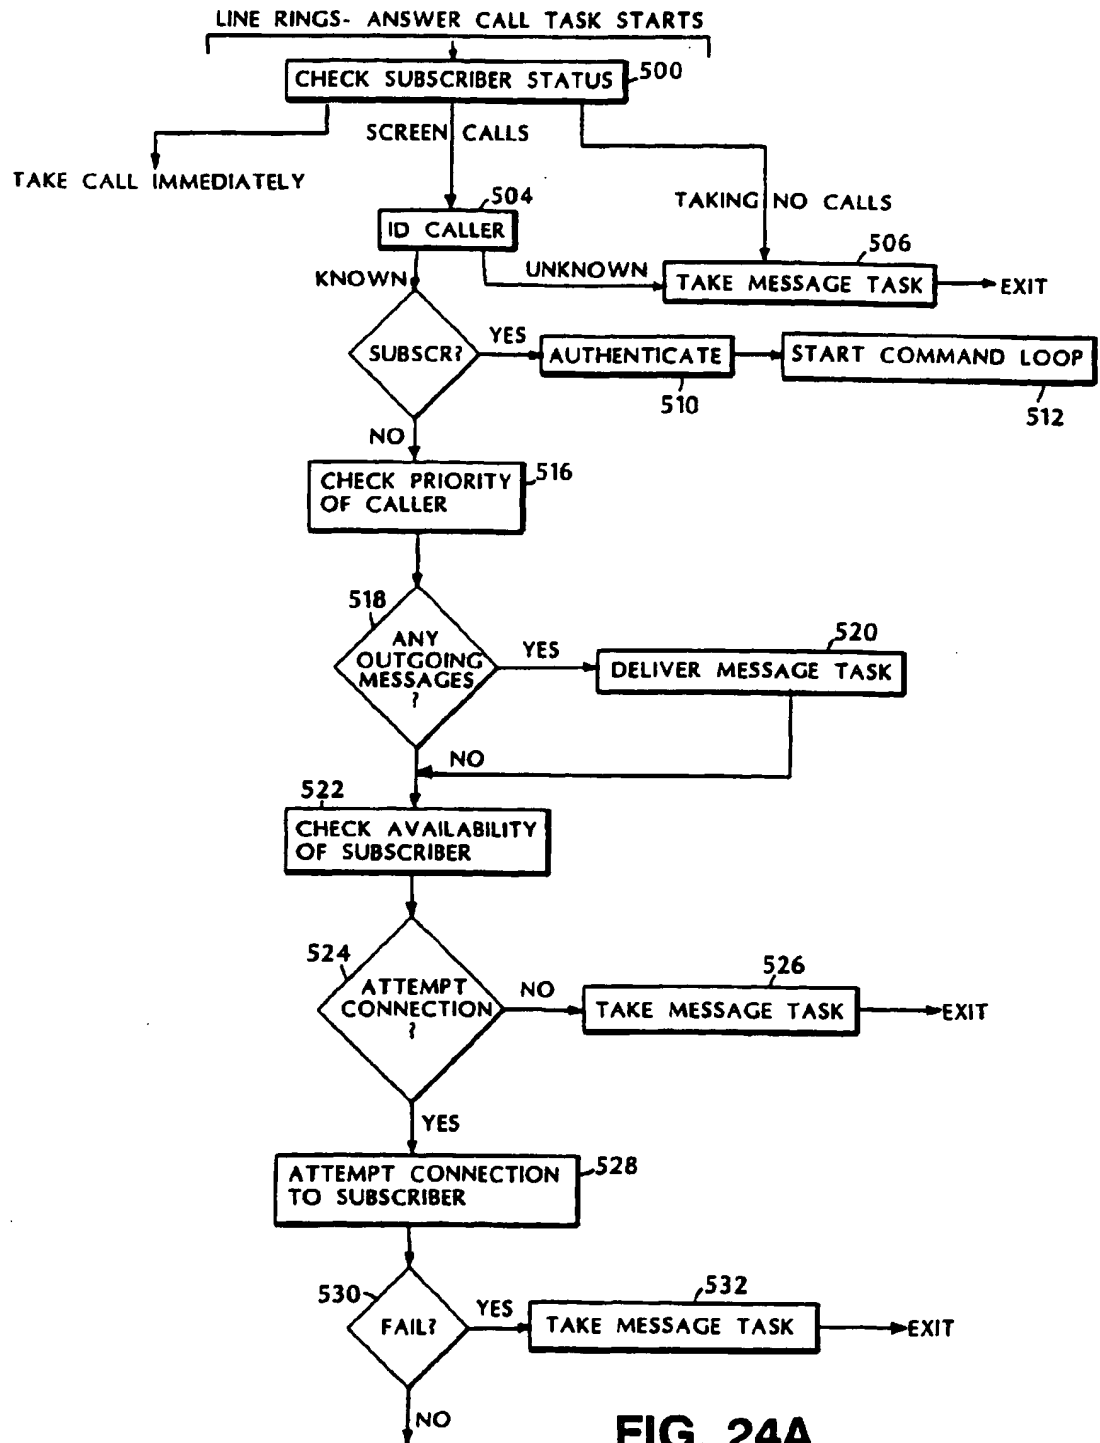 LINE RINGS- ANSWER CALL TASK STARTS
CHECK SUBSCRIBER STATUS
500
SCREEN CALLS
TAKE CALL IMMEDIATELY
504
TAKING NO CALLS
ID CALLER
506
KNOWN
UNKNOWN
TAKE MESSAGE TASK
EXIT
SUBSCR?
YES
AUTHENTICATE
START COMMAND LOOP
510
512
NO
CHECK PRIORITY
OF CALLER
516
518
ANY
OUTGOING
MESSAGES
?
YES
520
DELIVER MESSAGE TASK
NO
522
CHECK AVAILABILITY
OF SUBSCRIBER
524
ATTEMPT
CONNECTION
?
NO
526
TAKE MESSAGE TASK
EXIT
YES
ATTEMPT CONNECTION
TO SUBSCRIBER
528
530
FAIL?
YES
532
TAKE MESSAGE TASK
EXIT
NO
FIG. 24A